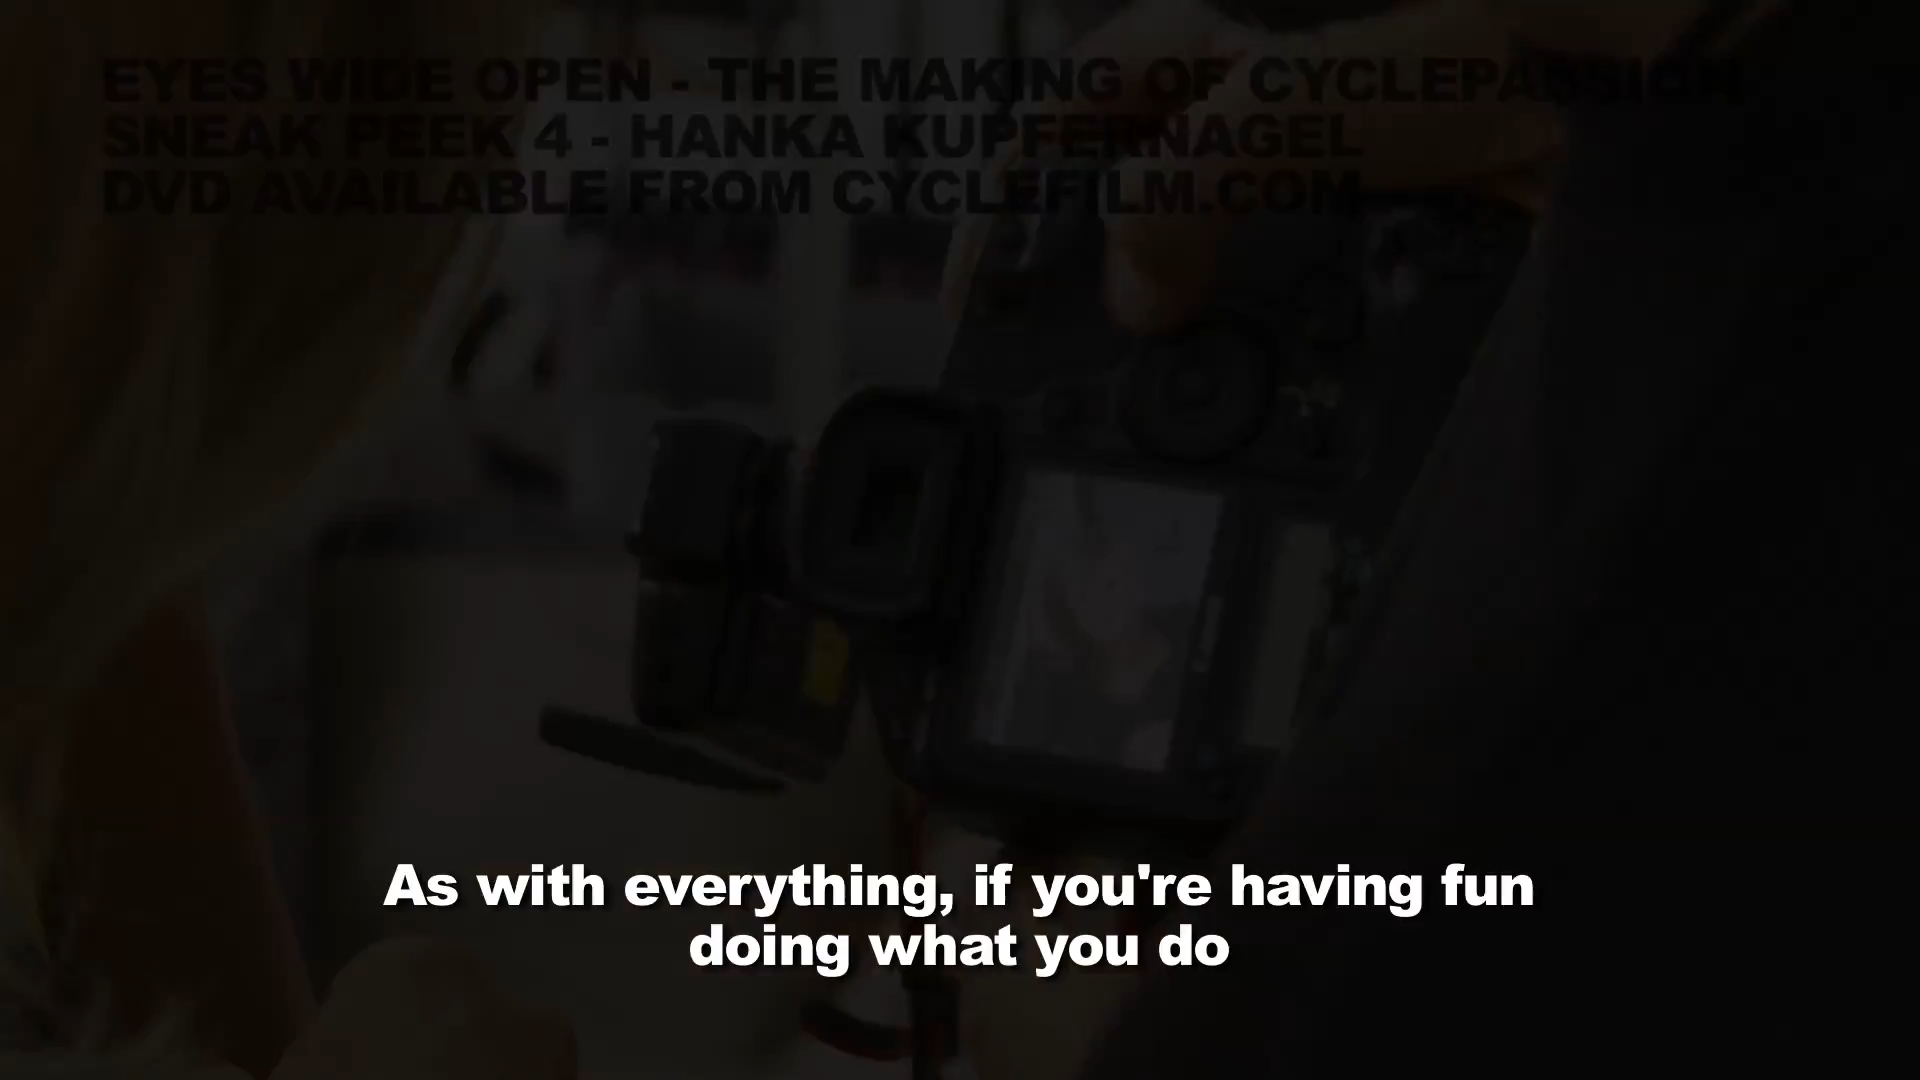 EYES WIDE OPEN - THE MAKING OF CYCLEPASSION
SNEAK PEEK 4 - HANKA KUPFERNAGEL
DVD AVAILABLE FROM CYCLEFILM.COM
As with everything, if you're having fun
doing what you do